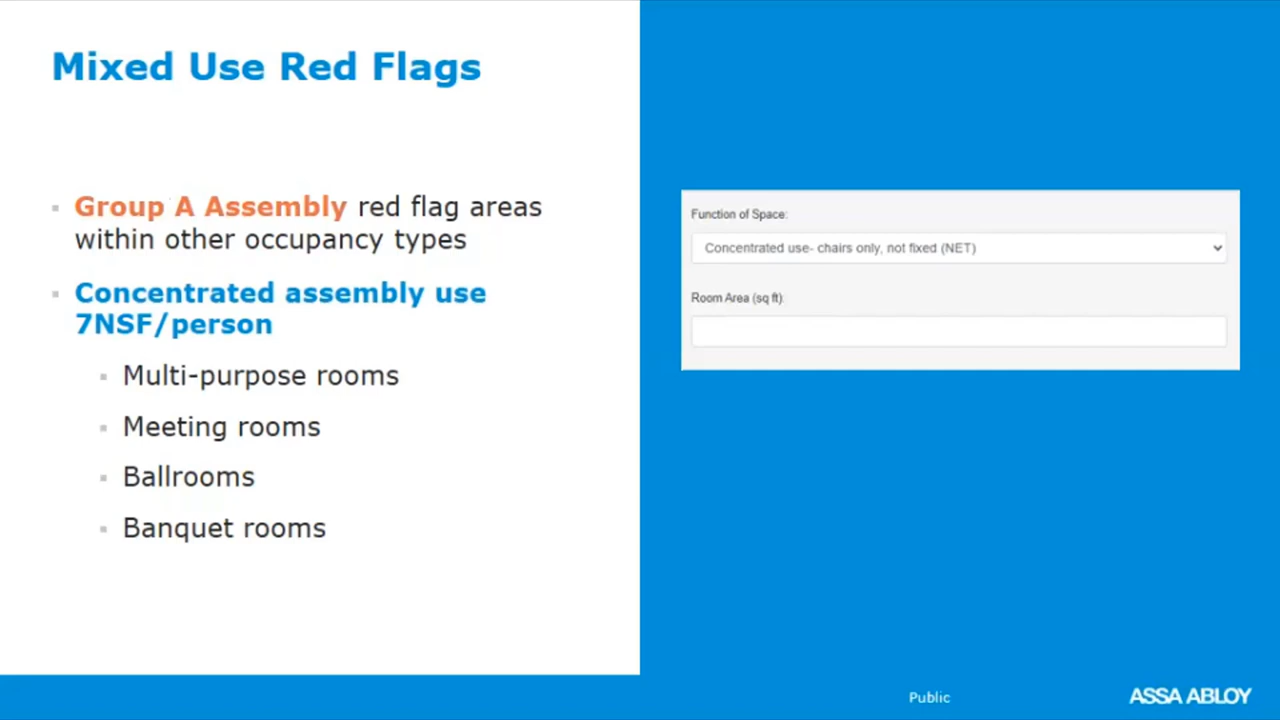 Mixed Use Red Flags
Group A Assembly red flag areas
within other occupancy types
Concentrated assembly use
7NSF/person
Multi-purpose rooms
Meeting rooms
Ballrooms
Banquet rooms
Function of Space:
Concentrated use- chairs only, not fixed (NET)
Room Area (sq ft):
Public
ASSA ABLOY